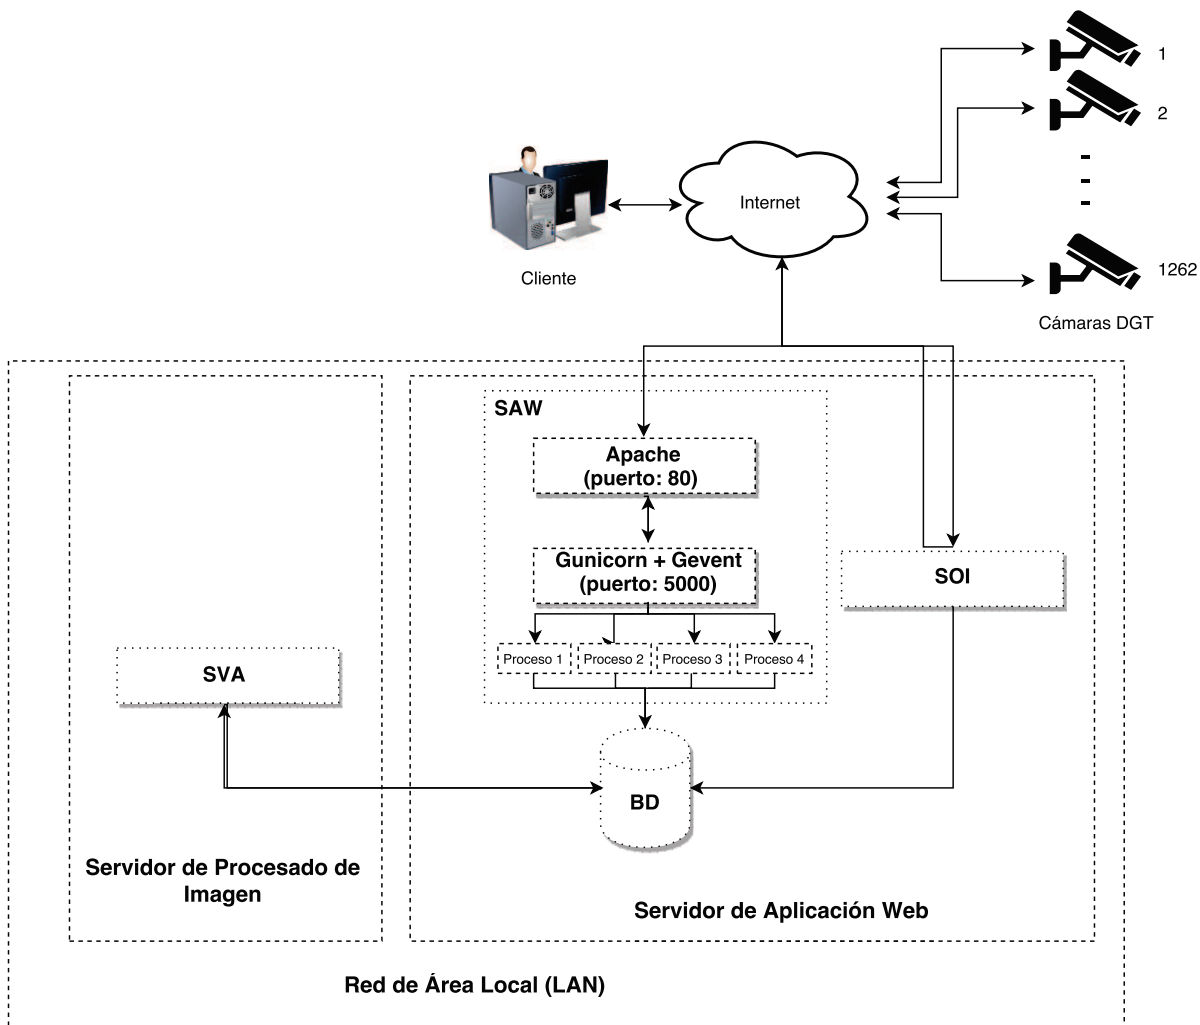 1
2
Internet
Cliente
1262
Cámaras DGT
SAW
Apache
(puerto: 80)
Gunicorn + Gevent
(puerto: 5000)
SOI
Proceso 1
Proceso 2
Proceso 3
Proceso 4
SVA
BD
Servidor de Procesado de
Imagen
Servidor de Aplicación Web
Red de Área Local (LAN)